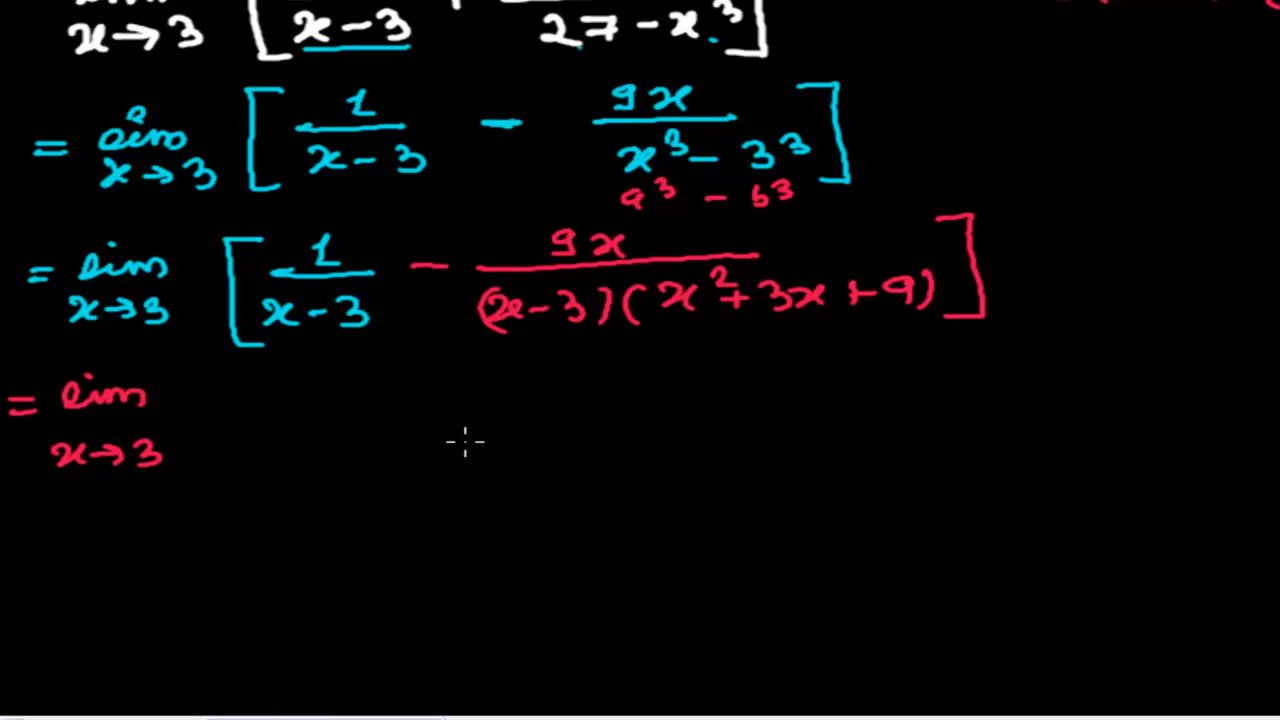 x→3 [ x-3 27-x³ ]
= lim x→3 [ 1/(x-3) - 9x/(x³-3³) ]
a³ - b³
= lim x→3 [ 1/(x-3) - 9x/((x-3)(x²+3x+9)) ]
= lim x→3